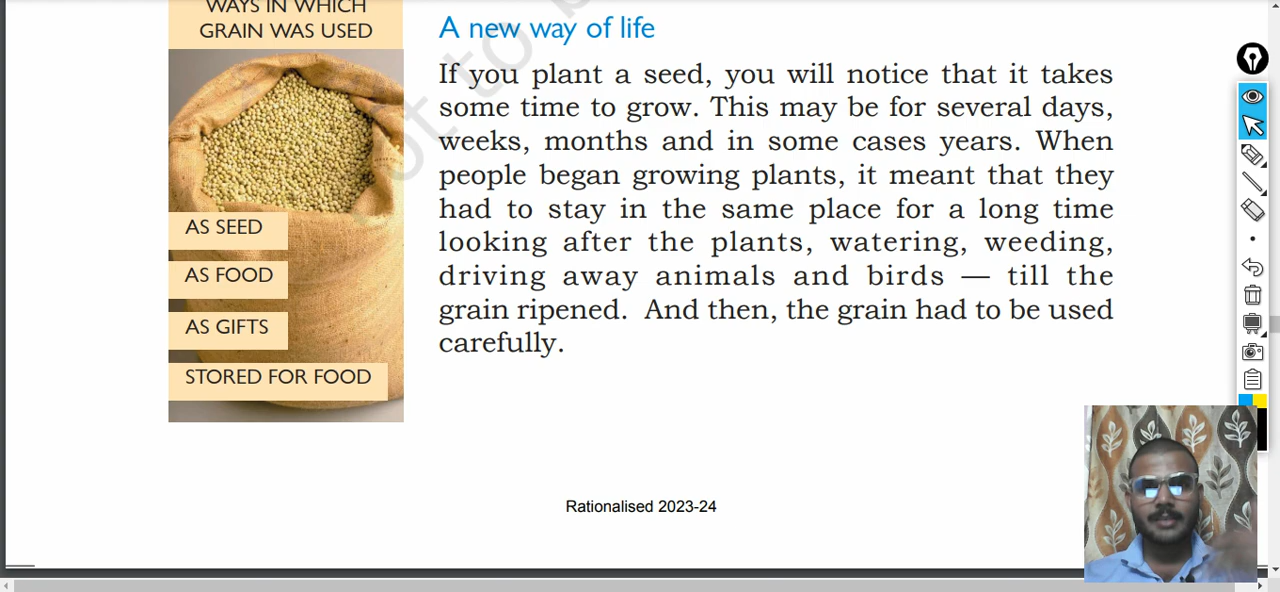 WAYS IN WHICH
GRAIN WAS USED
AS SEED
AS FOOD
AS GIFTS
STORED FOR FOOD
A new way of life
If you plant a seed, you will notice that it takes
some time to grow. This may be for several days,
weeks, months and in some cases years. When
people began growing plants, it meant that they
had to stay in the same place for a long time
looking after the plants, watering, weeding,
driving away animals and birds — till the
grain ripened.  And then, the grain had to be used
carefully.
ot to b
Rationalised 2023-24